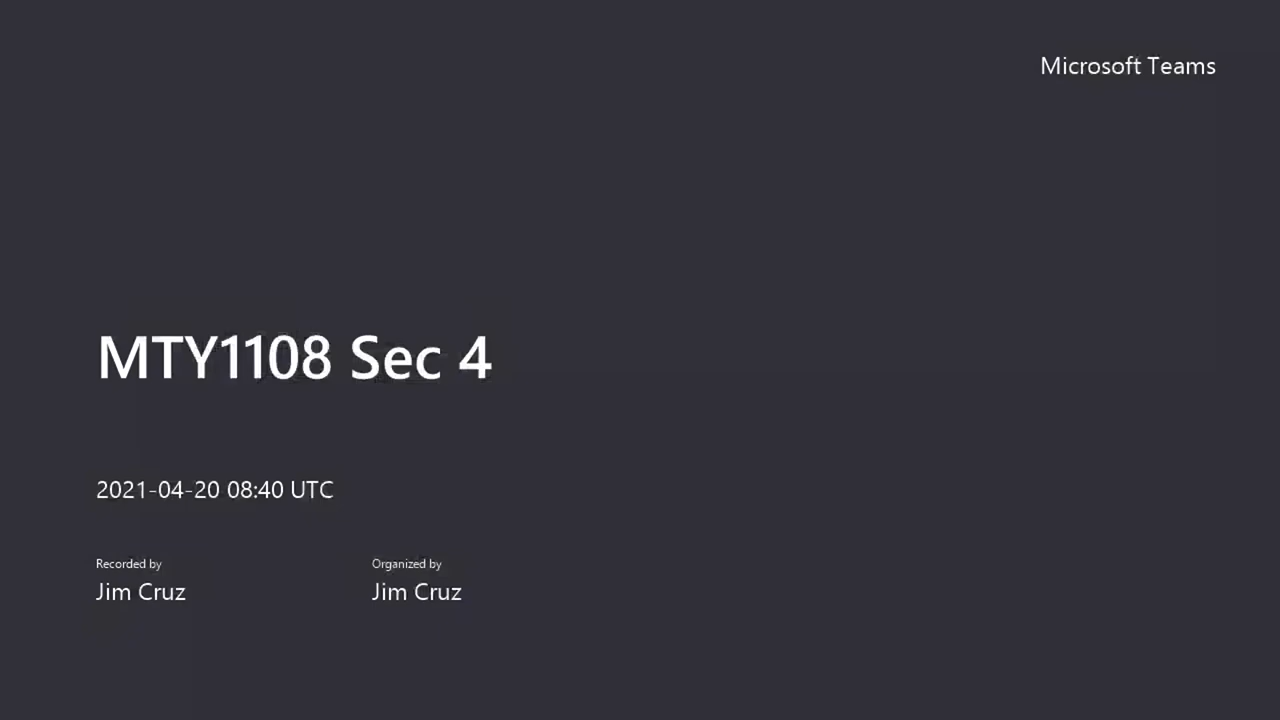 Microsoft Teams
MTY1108 Sec 4
2021-04-20 08:40 UTC
Recorded by
Jim Cruz
Organized by
Jim Cruz